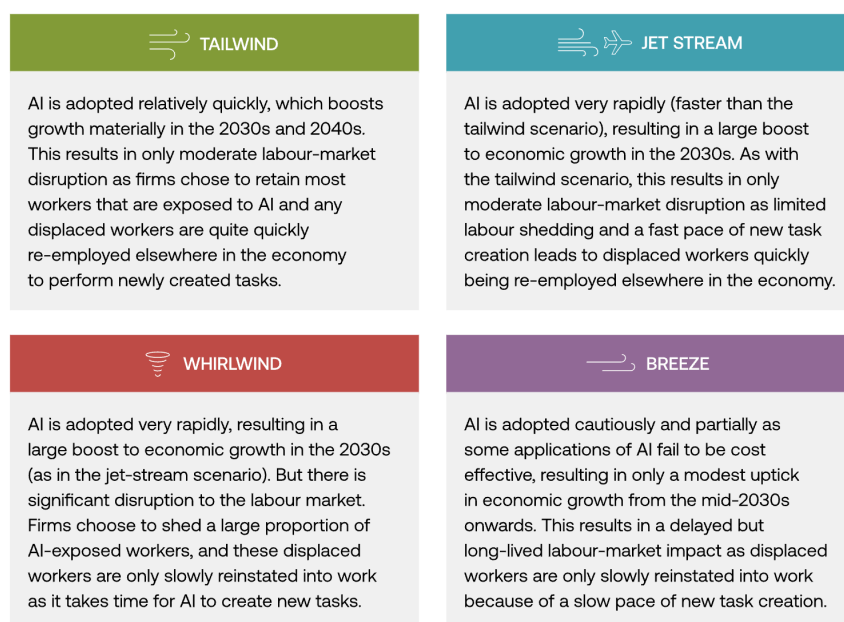 TAILWIND
AI is adopted relatively quickly, which boosts
growth materially in the 2030s and 2040s.
This results in only moderate labour-market
disruption as firms chose to retain most
workers that are exposed to AI and any
displaced workers are quite quickly
re-employed elsewhere in the economy
to perform newly created tasks.
JET STREAM
AI is adopted very rapidly (faster than the
tailwind scenario), resulting in a large boost
to economic growth in the 2030s. As with
the tailwind scenario, this results in only
moderate labour-market disruption as limited
labour shedding and a fast pace of new task
creation leads to displaced workers quickly
being re-employed elsewhere in the economy.
WHIRLWIND
AI is adopted very rapidly, resulting in a
large boost to economic growth in the 2030s
(as in the jet-stream scenario). But there is
significant disruption to the labour market.
Firms choose to shed a large proportion of
AI-exposed workers, and these displaced
workers are only slowly reinstated into work
as it takes time for AI to create new tasks.
BREEZE
AI is adopted cautiously and partially as
some applications of AI fail to be cost
effective, resulting in only a modest uptick
in economic growth from the mid-2030s
onwards. This results in a delayed but
long-lived labour-market impact as displaced
workers are only slowly reinstated into work
because of a slow pace of new task creation.